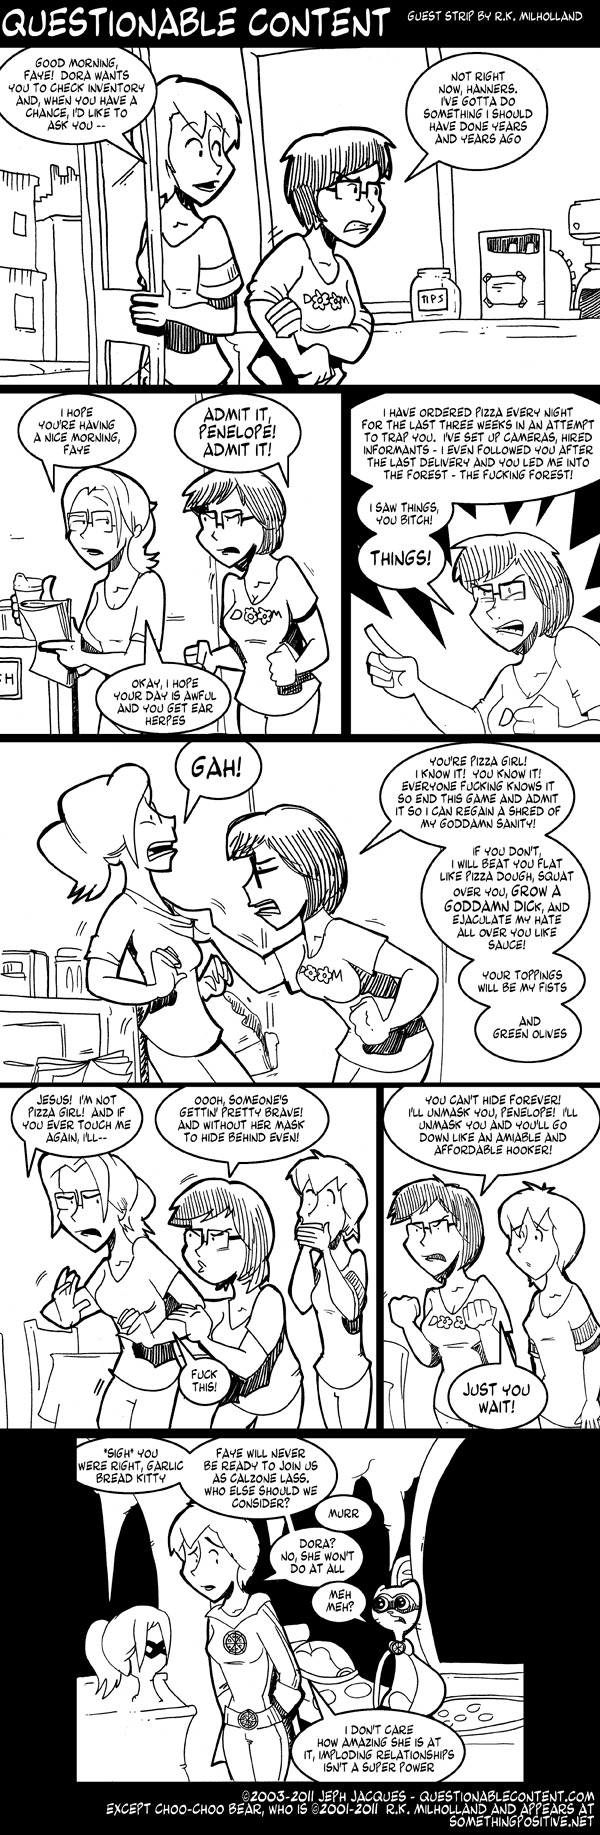 QUESTIONABLE CONTENT
GUEST STRIP BY R.K. MILHOLLAND
GOOD MORNING,
FAYE! DORA WANTS
YOU TO CHECK INVENTORY
AND, WHEN YOU HAVE A
CHANCE, I'D LIKE TO
ASK YOU --
NOT RIGHT
NOW, HANNERS.
I'VE GOTTA DO
SOMETHING I SHOULD
HAVE DONE YEARS
AND YEARS AGO
DOOM
TIPS
I HOPE
YOU'RE HAVING
A NICE MORNING,
FAYE
ADMIT IT,
PENELOPE!
ADMIT IT!
DOOM
SH
OKAY, I HOPE
YOUR DAY IS AWFUL
AND YOU GET EAR
HERPES
I HAVE ORDERED PIZZA EVERY NIGHT
FOR THE LAST THREE WEEKS IN AN ATTEMPT
TO TRAP YOU. I'VE SET UP CAMERAS, HIRED
INFORMANTS - I EVEN FOLLOWED YOU AFTER
THE LAST DELIVERY AND YOU LED ME INTO
THE FOREST - THE FUCKING FOREST!
I SAW THINGS,
YOU BITCH!
THINGS!
D
GAH!
YOU'RE PIZZA GIRL!
I KNOW IT! YOU KNOW IT!
EVERYONE FUCKING KNOWS IT
SO END THIS GAME AND ADMIT
IT SO I CAN REGAIN A SHRED OF
MY GODDAMN SANITY!
IF YOU DON'T,
I WILL BEAT YOU FLAT
LIKE PIZZA DOUGH, SQUAT
OVER YOU, GROW A
GODDAMN DICK, AND
EJACULATE MY HATE
ALL OVER YOU LIKE
SAUCE!
DOOM
YOUR TOPPINGS
WILL BE MY FISTS
AND
GREEN OLIVES
JESUS! I'M NOT
PIZZA GIRL! AND IF
YOU EVER TOUCH ME
AGAIN, I'LL--
OOOH, SOMEONE'S
GETTIN' PRETTY BRAVE!
AND WITHOUT HER MASK
TO HIDE BEHIND EVEN!
FUCK
THIS!
YOU CAN'T HIDE FOREVER!
I'LL UNMASK YOU, PENELOPE! I'LL
UNMASK YOU AND YOU'LL GO
DOWN LIKE AN AMIABLE AND
AFFORDABLE HOOKER!
DOOM
JUST YOU
WAIT!
*SIGH* YOU
WERE RIGHT, GARLIC
BREAD KITTY
FAYE WILL NEVER
BE READY TO JOIN US
AS CALZONE LASS.
WHO ELSE SHOULD WE
CONSIDER?
MURR
DORA?
NO, SHE WON'T
DO AT ALL
MEH
MEH?
I DON'T CARE
HOW AMAZING SHE IS AT
IT, IMPLODING RELATIONSHIPS
ISN'T A SUPER POWER
©2003-2011 JEPH JACQUES - QUESTIONABLECONTENT.COM
EXCEPT CHOO-CHOO BEAR, WHO IS ©2001-2011 R.K. MILHOLLAND AND APPEARS AT
SOMETHINGPOSITIVE.NET